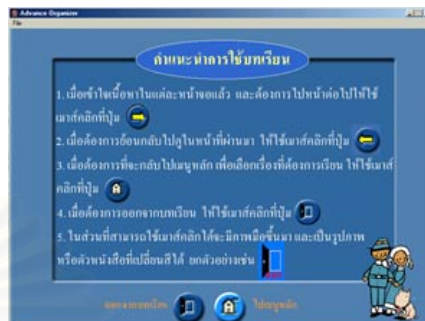 Advance Organizer
File
คำแนะนำการใช้บทเรียน
1. เมื่อเข้าใจเนื้อหาในแต่ละหน้าจอแล้ว และต้องการไปหน้าต่อไปให้ใช้
เมาส์คลิกที่ปุ่ม
2. เมื่อต้องการย้อนกลับไปดูในหน้าที่ผ่านมา ให้ใช้เมาส์คลิกที่ปุ่ม
3. เมื่อต้องการที่จะกลับไปเมนูหลัก เพื่อเลือกเรื่องที่ต้องการเรียน ให้ใช้เมาส์
คลิกที่ปุ่ม
4. เมื่อต้องการออกจากบทเรียน ให้ใช้เมาส์คลิกที่ปุ่ม
5. ในส่วนที่สามารถใช้เมาส์คลิกได้จะมีภาพมือขึ้นมา และเป็นรูปภาพ
หรือตัวหนังสือที่เปลี่ยนสีได้ ยกตัวอย่างเช่น
ออกจากบทเรียน ไปเมนูหลัก